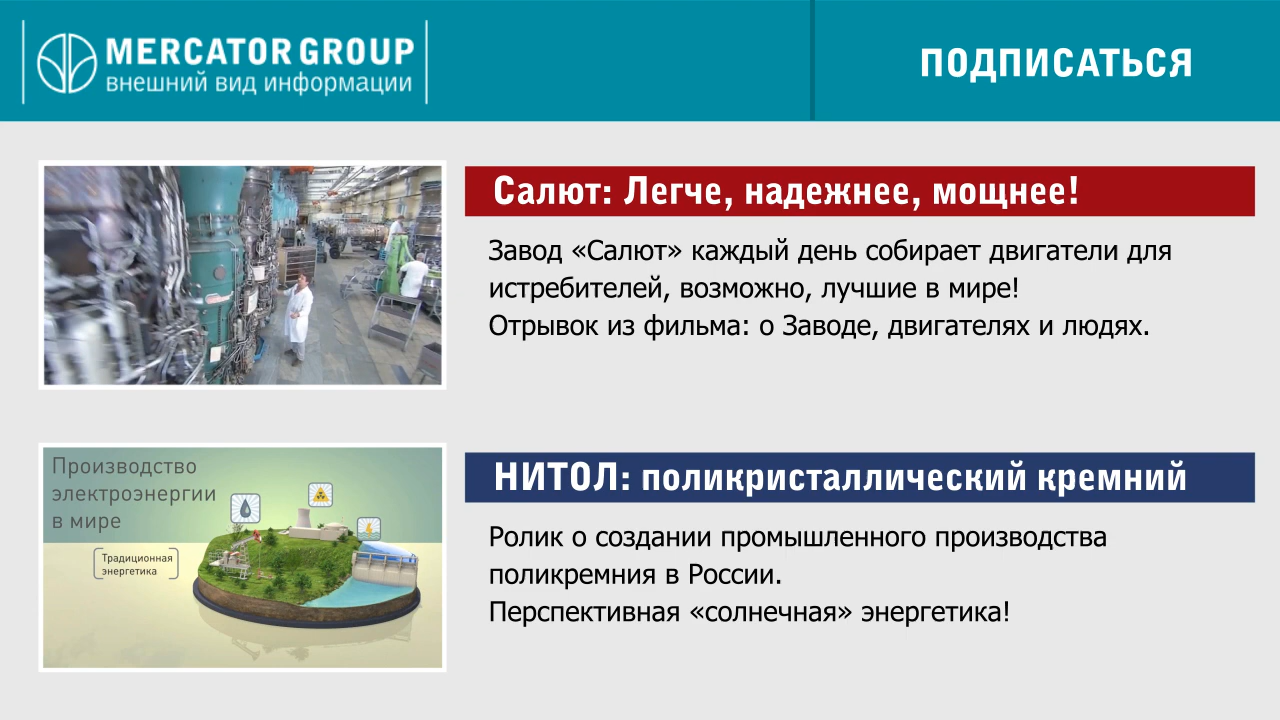 MERCATOR GROUP
внешний вид информации
ПОДПИСАТЬСЯ
Салют: Легче, надежнее, мощнее!
Завод «Салют» каждый день собирает двигатели для
истребителей, возможно, лучшие в мире!
Отрывок из фильма: о Заводе, двигателях и людях.
Производство
электроэнергии
в мире
Традиционная
энергетика
НИТОЛ: поликристаллический кремний
Ролик о создании промышленного производства
поликремния в России.
Перспективная «солнечная» энергетика!